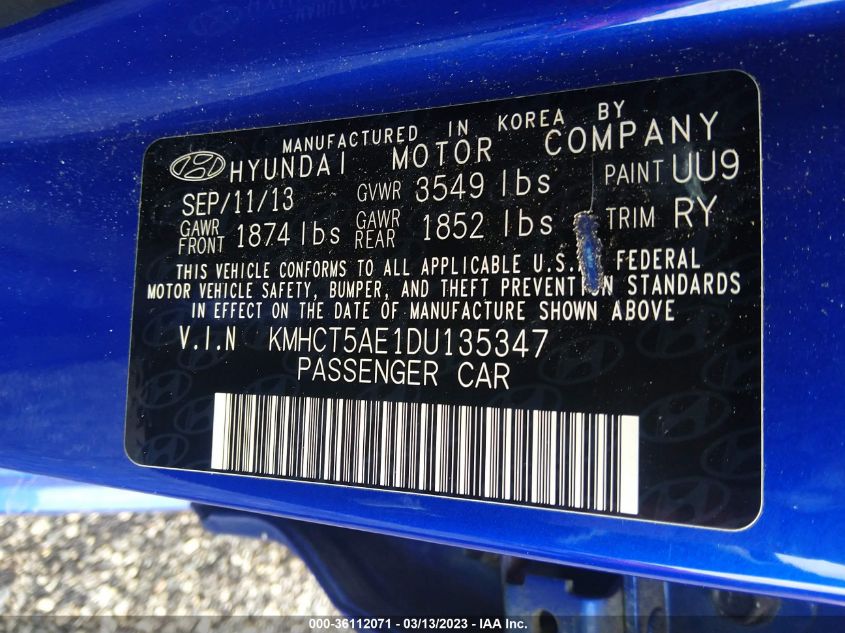 MANUFACTURED IN KOREA BY
HYUNDAI MOTOR COMPANY
SEP/11/13 GVWR 3549 lbs PAINT UU9
GAWR FRONT 1874 lbs GAWR REAR 1852 lbs TRIM RY
THIS VEHICLE CONFORMS TO ALL APPLICABLE U.S. FEDERAL
MOTOR VEHICLE SAFETY, BUMPER, AND THEFT PREVENTION STANDARDS
IN EFFECT ON THE DATE OF MANUFACTURE SHOWN ABOVE
V.I.N KMHCT5AE1DU135347
PASSENGER CAR
000-36112071 - 03/13/2023 - IAA Inc.